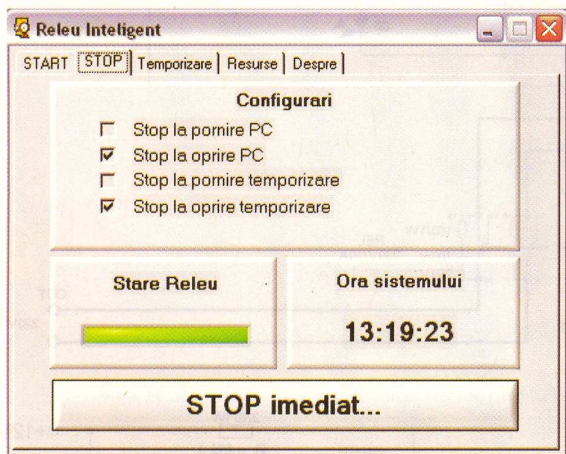 Releu Inteligent
START STOP Temporizare Resurse Despre
Configurari
Stop la pornire PC
Stop la oprire PC
Stop la pornire temporizare
Stop la oprire temporizare
Stare Releu
Ora sistemului
13:19:23
STOP imediat...